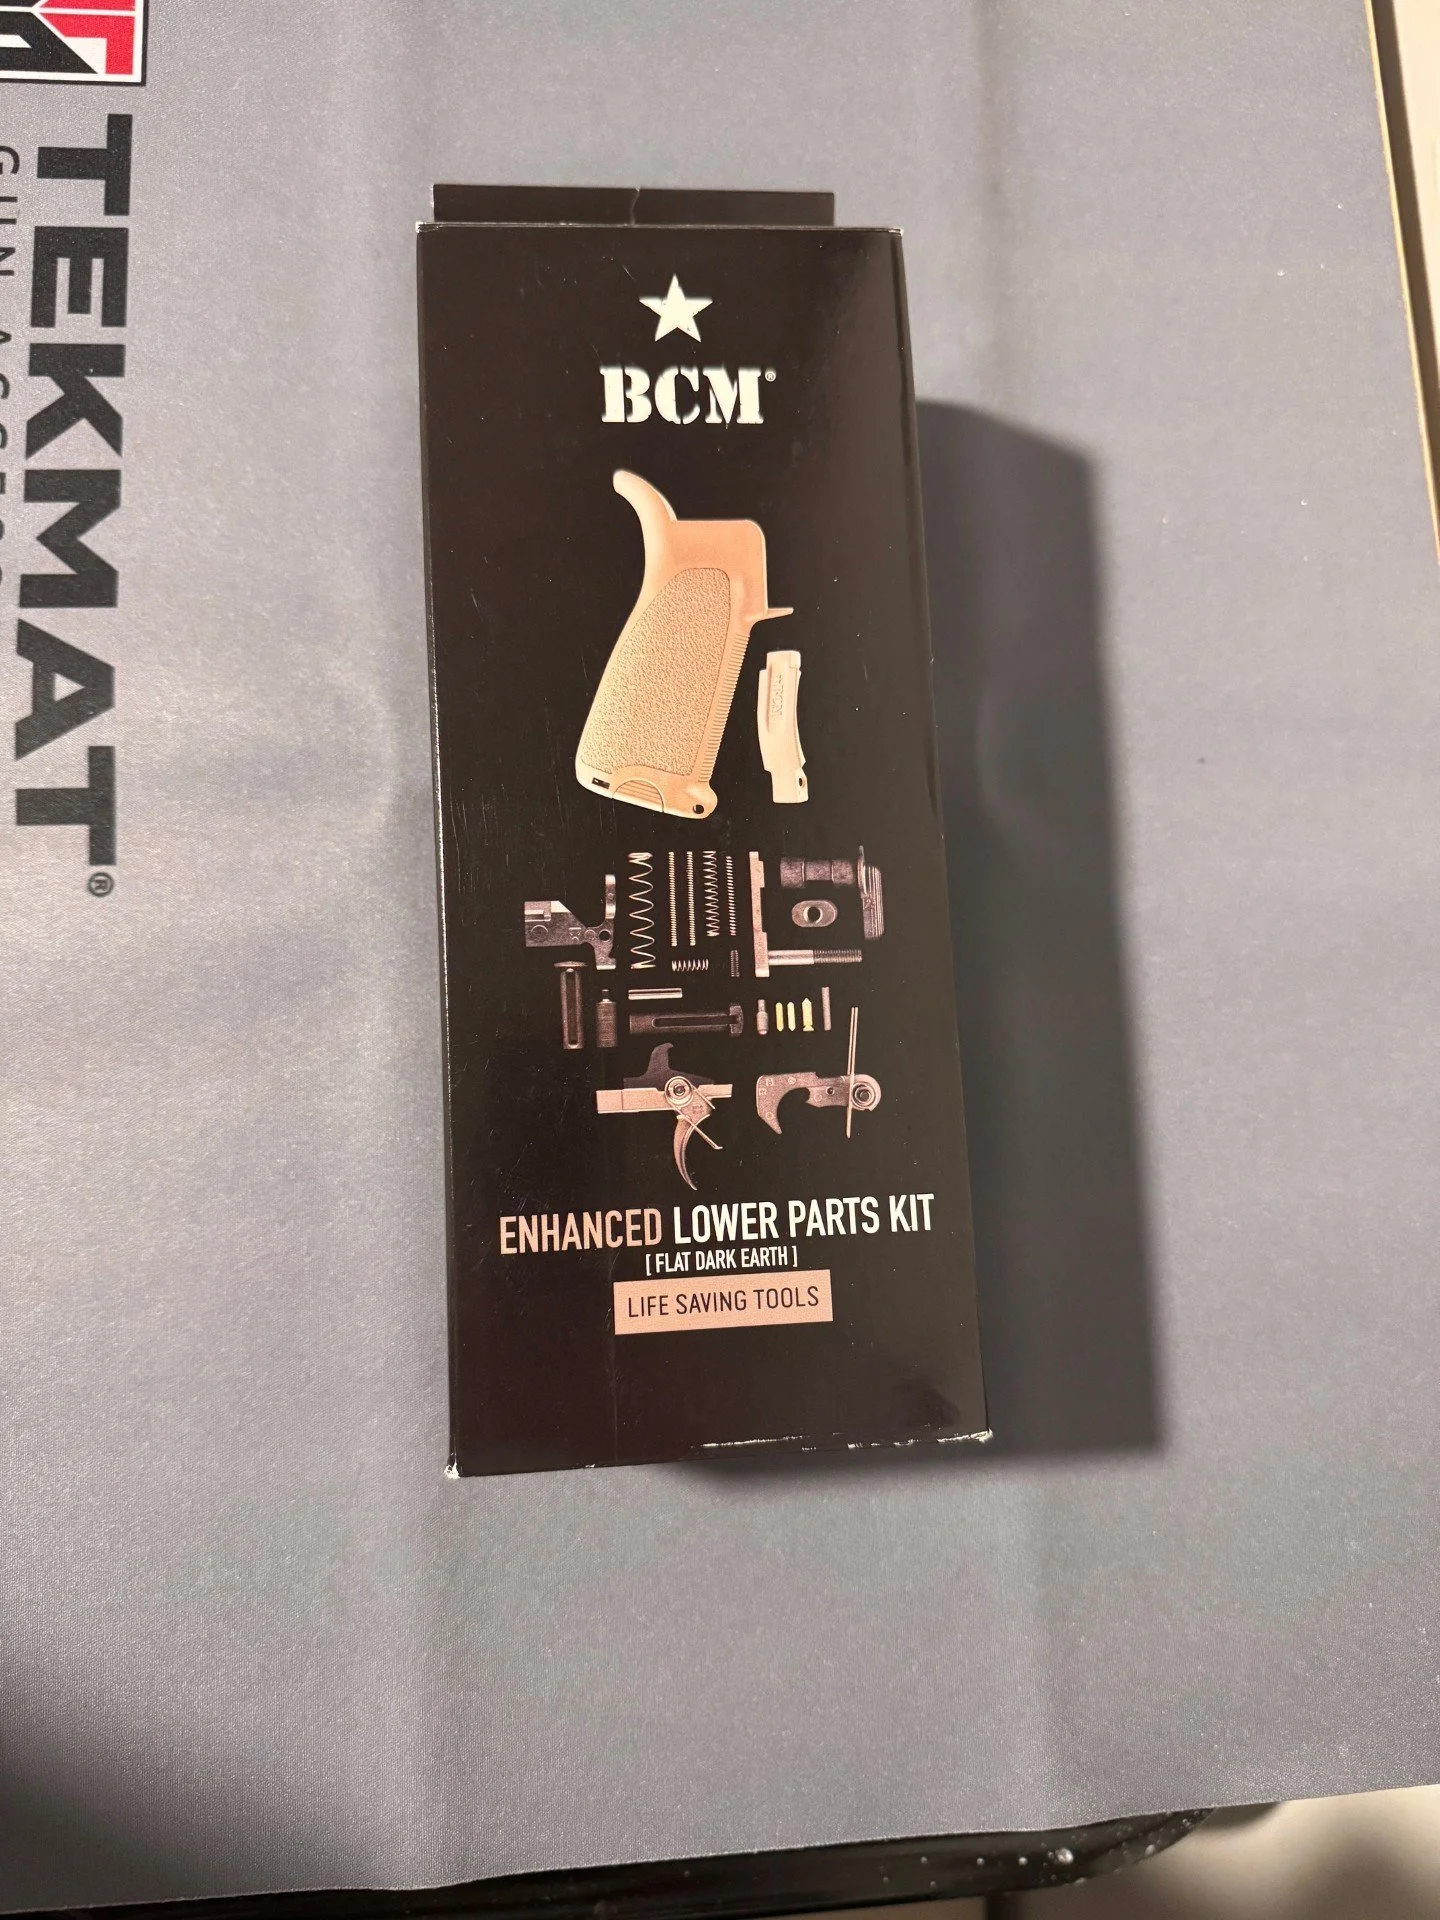 TEKMAT®
BCM®
ENHANCED LOWER PARTS KIT
[ FLAT DARK EARTH ]
LIFE SAVING TOOLS